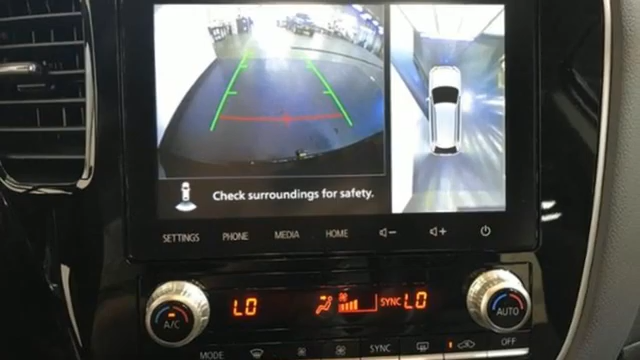 Check surroundings for safety.
SETTINGS PHONE MEDIA HOME
LO SYNC LO
A/C AUTO
MODE SYNC OFF